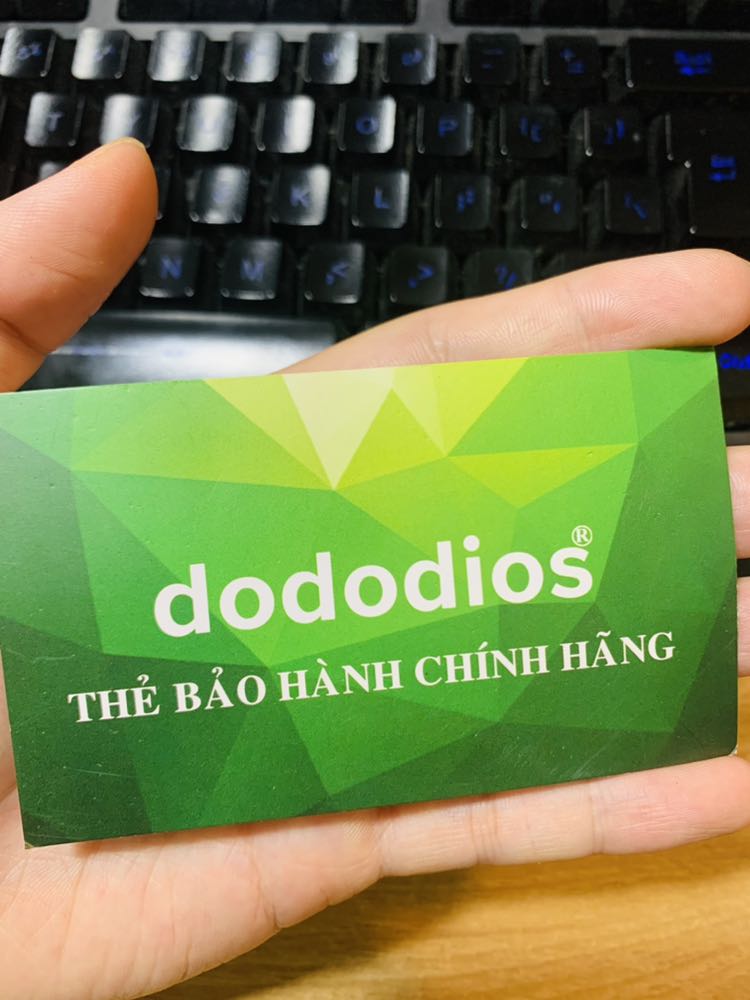 T Y U I O P
K L
N M < >
dododios®
THẺ BẢO HÀNH CHÍNH HÃNG